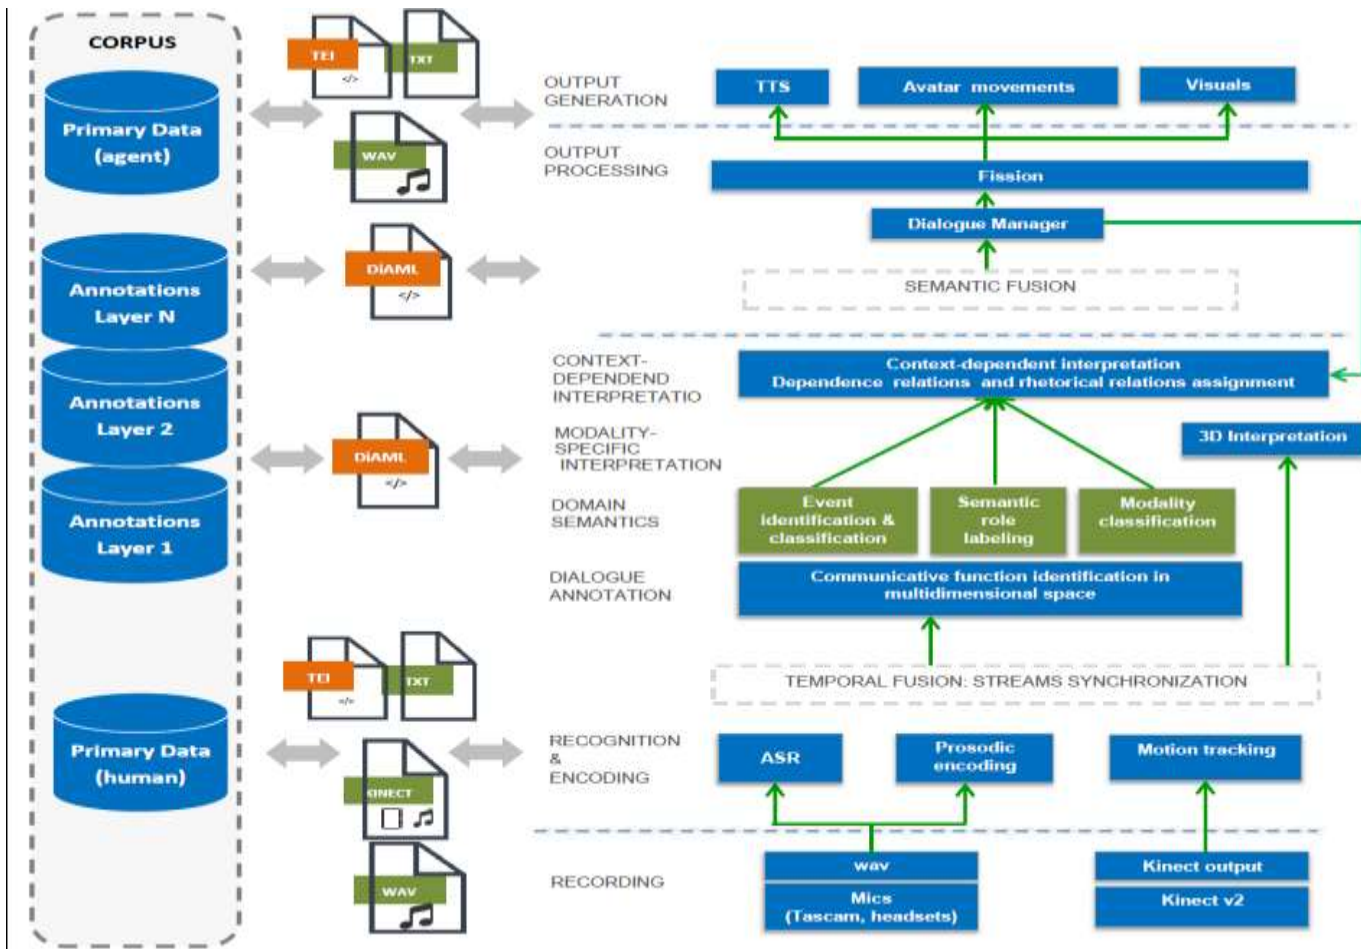 CORPUS
Primary Data
(agent)
Annotations
Layer N
Annotations
Layer 2
Annotations
Layer 1
Primary Data
(human)
TEI
</>
TXT
WAV
DiAML
</>
DiAML
</>
TEI
</>
TXT
KINECT
WAV
OUTPUT
GENERATION
TTS
Avatar movements
Visuals
OUTPUT
PROCESSING
Fission
Dialogue Manager
SEMANTIC FUSION
CONTEXT-
DEPENDEND
INTERPRETATIO
Context-dependent interpretation
Dependence relations and rhetorical relations assignment
MODALITY-
SPECIFIC
INTERPRETATION
3D Interpretation
DOMAIN
SEMANTICS
Event
identification &
classification
Semantic
role
labeling
Modality
classification
DIALOGUE
ANNOTATION
Communicative function identification in
multidimensional space
TEMPORAL FUSION: STREAMS SYNCHRONIZATION
RECOGNITION
&
ENCODING
ASR
Prosodic
encoding
Motion tracking
RECORDING
wav
Mics
(Tascam, headsets)
Kinect output
Kinect v2